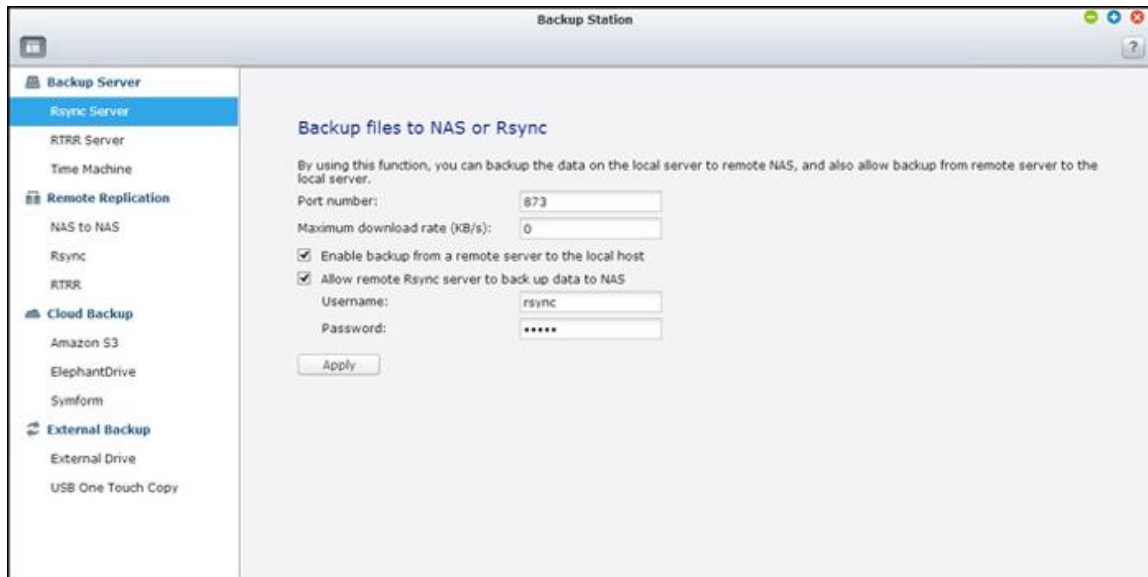 Backup Station
?
Backup Server
Rsync Server
RTRR Server
Time Machine
Remote Replication
NAS to NAS
Rsync
RTRR
Cloud Backup
Amazon S3
ElephantDrive
Symform
External Backup
External Drive
USB One Touch Copy
Backup files to NAS or Rsync
By using this function, you can backup the data on the local server to remote NAS, and also allow backup from remote server to the
local server.
Port number: 873
Maximum download rate (KB/s): 0
Enable backup from a remote server to the local host
Allow remote Rsync server to back up data to NAS
Username: rsync
Password: •••••
Apply